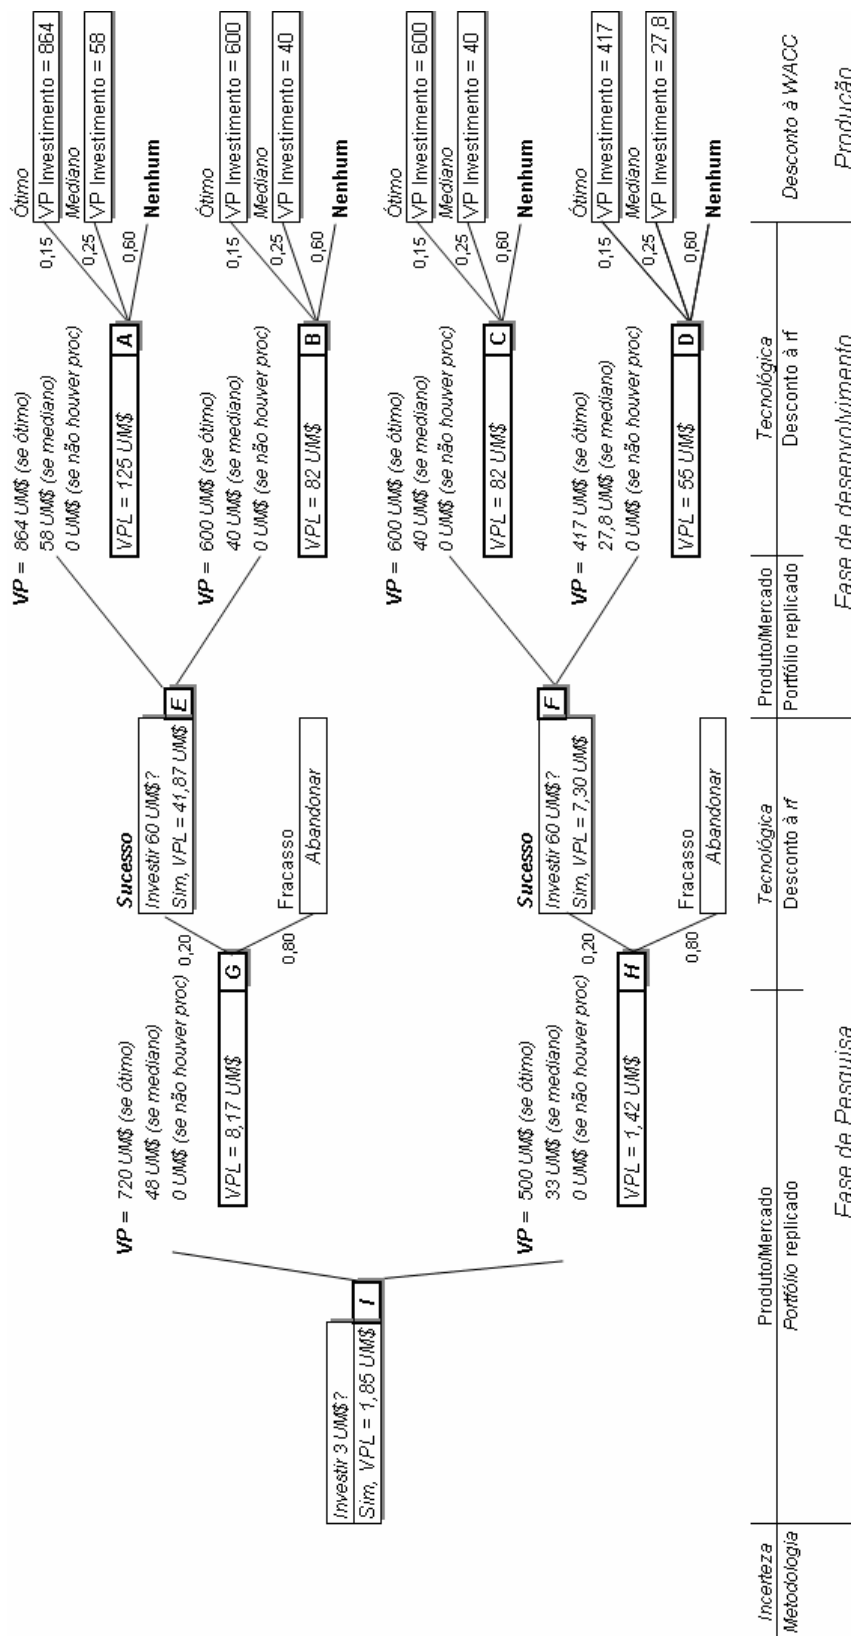 Investir 3 UM$?
Sim, VPL = 1,85 UM$
I
VP = 720 UM$ (se ótimo)
48 UM$ (se mediano)
0 UM$ (se não houver proc)
VPL = 8,17 UM$
G
0,20
0,80
Sucesso
Investir 60 UM$?
Sim, VPL = 41,87 UM$
E
Fracasso
Abandonar
VP = 500 UM$ (se ótimo)
33 UM$ (se mediano)
0 UM$ (se não houver proc)
VPL = 1,42 UM$
H
0,20
0,80
Sucesso
Investir 60 UM$?
Sim, VPL = 7,30 UM$
F
Fracasso
Abandonar
VP = 864 UM$ (se ótimo)
58 UM$ (se mediano)
0 UM$ (se não houver proc)
VPL = 125 UM$
A
0,15
0,25
0,60
Ótimo
VP Investimento = 864
Mediano
VP Investimento = 58
Nenhum
VP = 600 UM$ (se ótimo)
40 UM$ (se mediano)
0 UM$ (se não houver proc)
VPL = 82 UM$
B
0,15
0,25
0,60
Ótimo
VP Investimento = 600
Mediano
VP Investimento = 40
Nenhum
VP = 600 UM$ (se ótimo)
40 UM$ (se mediano)
0 UM$ (se não houver proc)
VPL = 82 UM$
C
0,15
0,25
0,60
Ótimo
VP Investimento = 600
Mediano
VP Investimento = 40
Nenhum
VP = 417 UM$ (se ótimo)
27,8 UM$ (se mediano)
0 UM$ (se não houver proc)
VPL = 55 UM$
D
0,15
0,25
0,60
Ótimo
VP Investimento = 417
Mediano
VP Investimento = 27,8
Nenhum
Incerteza
Metodologia
Produto/Mercado
Portfólio replicado
Tecnológica
Desconto à rf
Produto/Mercado
Portfólio replicado
Tecnológica
Desconto à rf
Desconto à WACC
Fase de Pesquisa
Fase de desenvolvimento
Produção